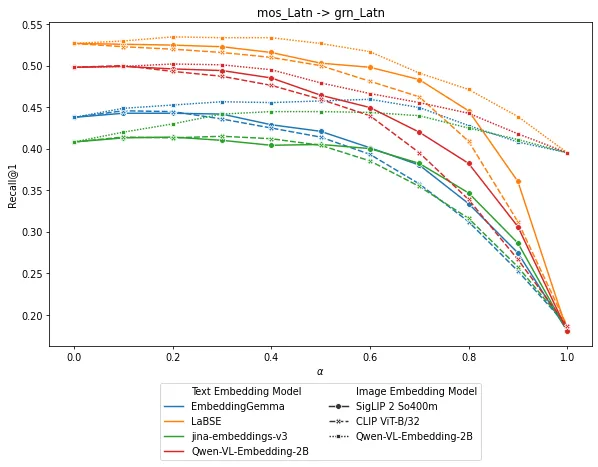 mos_Latn -> grn_Latn
0.55
0.50
0.45
0.40
0.35
0.30
0.25
0.20
Recall@1
0.0 0.2 0.4 0.6 0.8 1.0
α
Text Embedding Model Image Embedding Model
EmbeddingGemma SigLIP 2 So400m
LaBSE CLIP ViT-B/32
jina-embeddings-v3 Qwen-VL-Embedding-2B
Qwen-VL-Embedding-2B